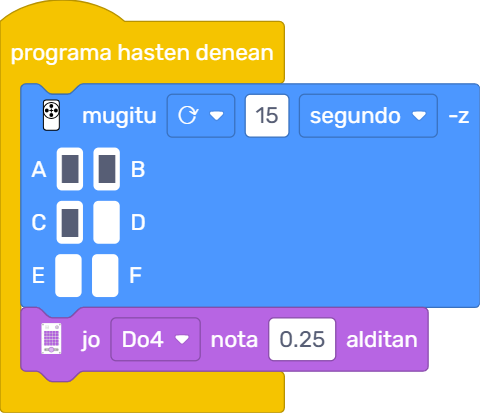 programa hasten denean
mugitu 15 segundo -z
A B
C D
E F
jo Do4 nota 0.25 alditan